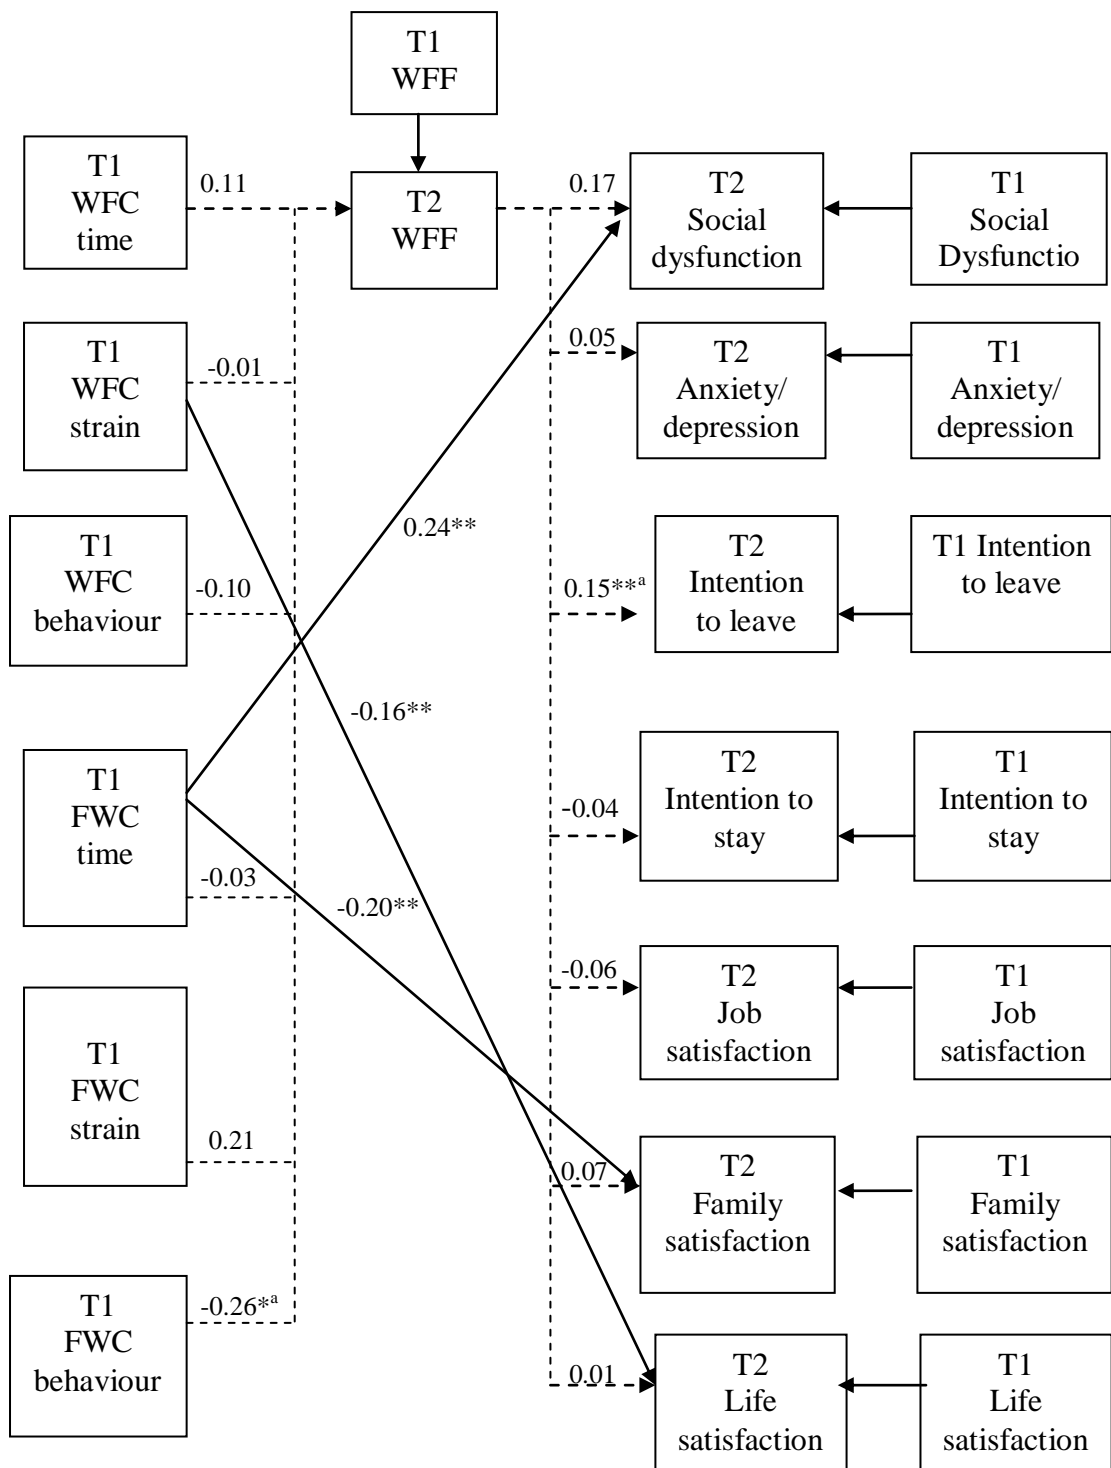 T1
WFF
T1
WFC
time
0.11
T2
WFF
0.17
T2
Social
dysfunction
T1
Social
Dysfunctio
T1
WFC
strain
-0.01
0.05
T2
Anxiety/
depression
T1
Anxiety/
depression
T1
WFC
behaviour
-0.10
0.24**
0.15**a
T2
Intention
to leave
T1 Intention
to leave
-0.16**
T1
FWC
time
-0.03
-0.04
T2
Intention to
stay
T1
Intention to
stay
-0.20**
-0.06
T2
Job
satisfaction
T1
Job
satisfaction
T1
FWC
strain
0.21
0.07
T2
Family
satisfaction
T1
Family
satisfaction
T1
FWC
behaviour
-0.26*a
0.01
T2
Life
satisfaction
T1
Life
satisfaction